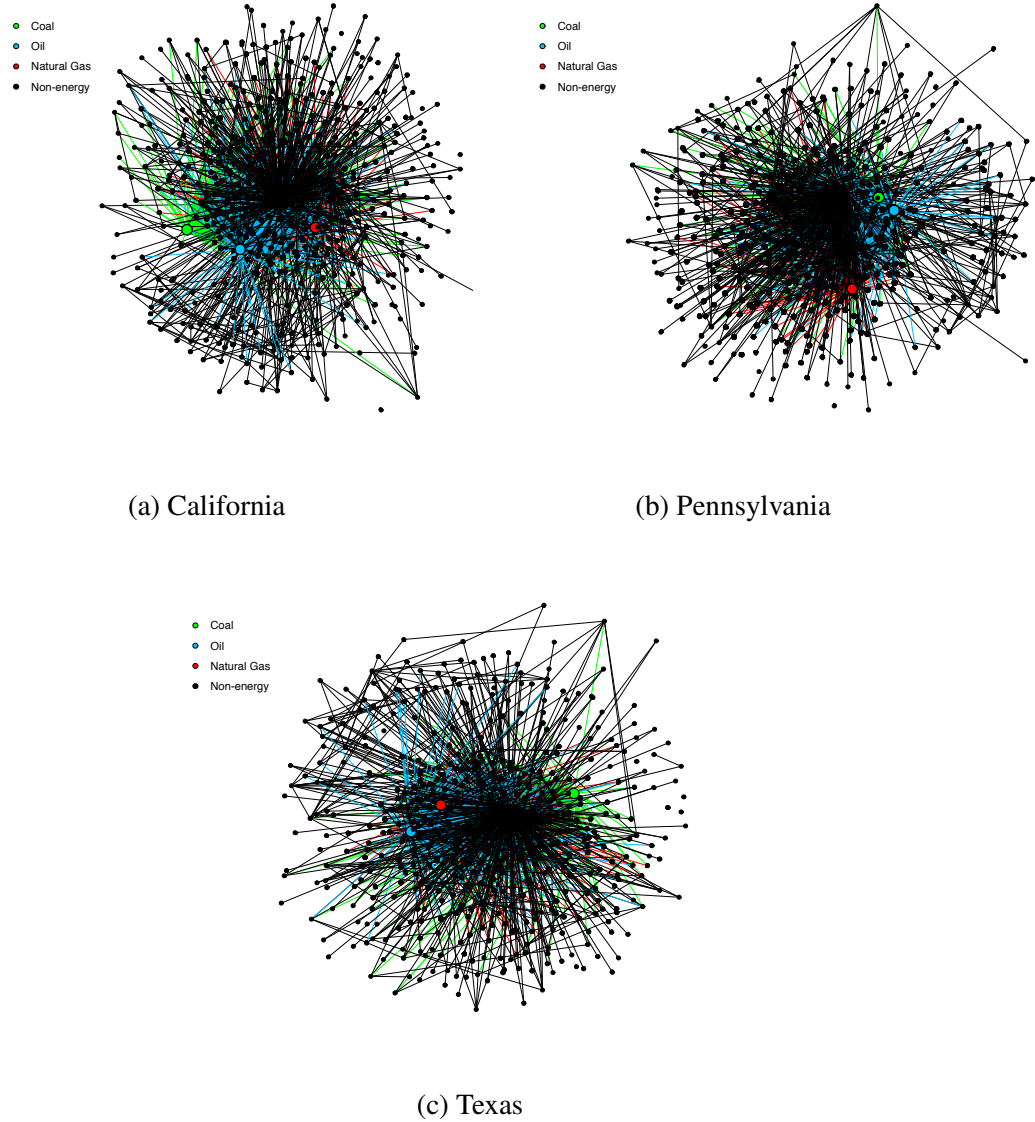 Coal
Oil
Natural Gas
Non-energy
Coal
Oil
Natural Gas
Non-energy
(a) California
(b) Pennsylvania
Coal
Oil
Natural Gas
Non-energy
(c) Texas